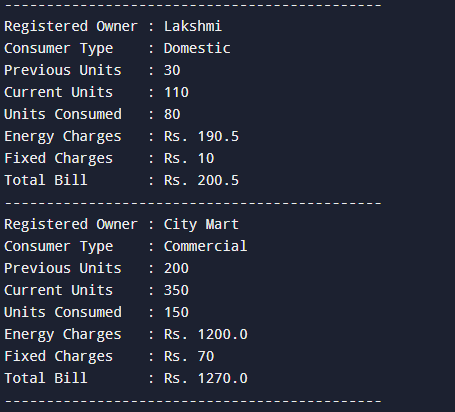 ---------------------------------------------
Registered Owner : Lakshmi
Consumer Type    : Domestic
Previous Units   : 30
Current Units    : 110
Units Consumed   : 80
Energy Charges   : Rs. 190.5
Fixed Charges    : Rs. 10
Total Bill       : Rs. 200.5
---------------------------------------------
Registered Owner : City Mart
Consumer Type    : Commercial
Previous Units   : 200
Current Units    : 350
Units Consumed   : 150
Energy Charges   : Rs. 1200.0
Fixed Charges    : Rs. 70
Total Bill       : Rs. 1270.0
---------------------------------------------